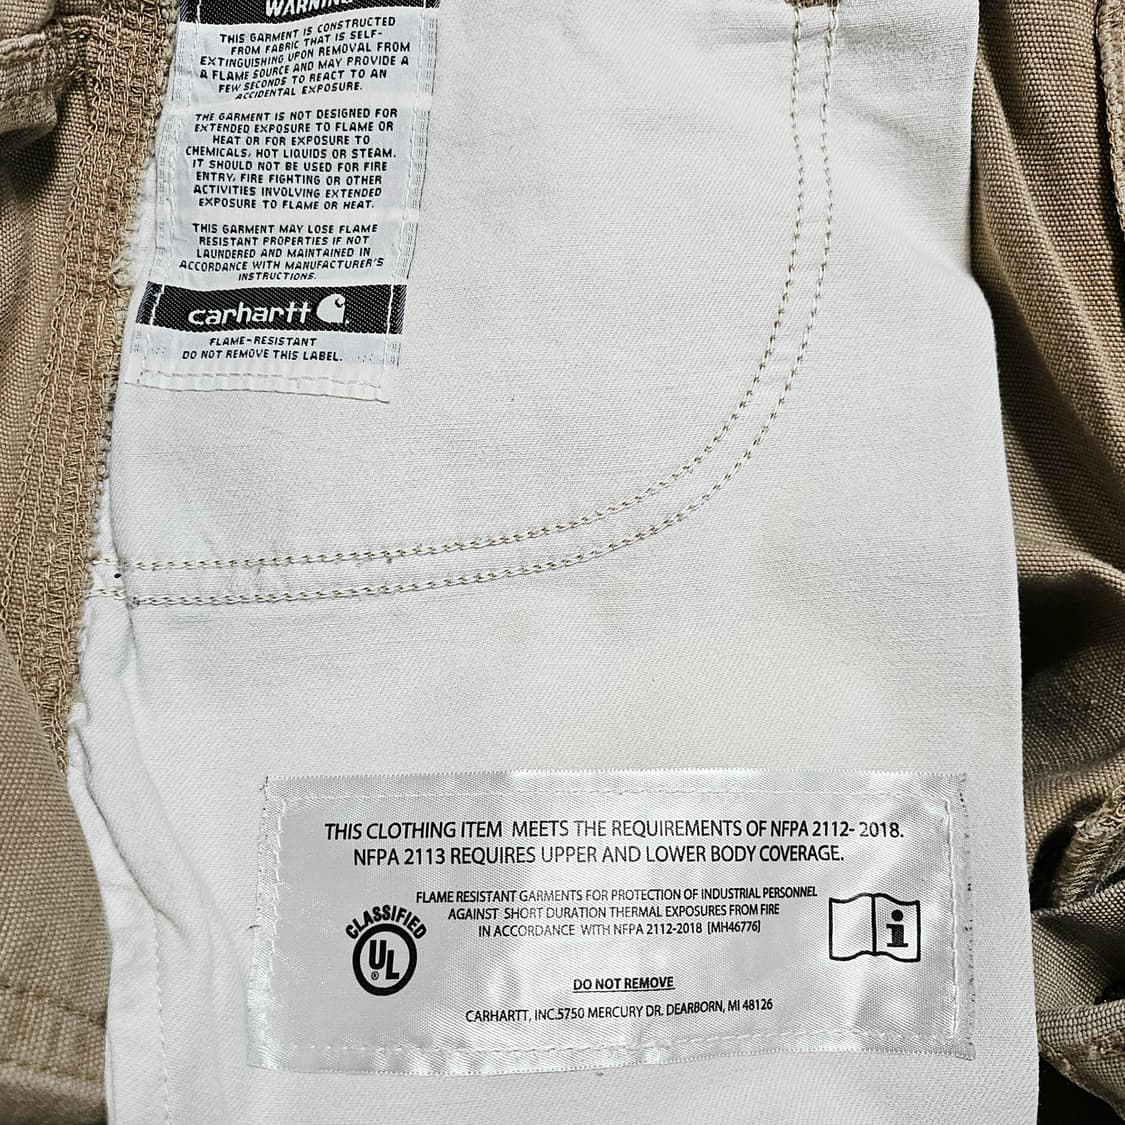 WARNING
THIS GARMENT IS CONSTRUCTED
FROM FABRIC THAT IS SELF-
EXTINGUISHING UPON REMOVAL FROM
A FLAME SOURCE AND MAY PROVIDE A
FEW SECONDS TO REACT TO AN
ACCIDENTAL EXPOSURE.
THE GARMENT IS NOT DESIGNED FOR
EXTENDED EXPOSURE TO FLAME OR
HEAT OR FOR EXPOSURE TO
CHEMICALS, HOT LIQUIDS OR STEAM.
IT SHOULD NOT BE USED FOR FIRE
ENTRY, FIRE FIGHTING OR OTHER
ACTIVITIES INVOLVING EXTENDED
EXPOSURE TO FLAME OR HEAT.
THIS GARMENT MAY LOSE FLAME
RESISTANT PROPERTIES IF NOT
LAUNDERED AND MAINTAINED IN
ACCORDANCE WITH MANUFACTURER'S
INSTRUCTIONS.
carhartt
FLAME-RESISTANT
DO NOT REMOVE THIS LABEL.
THIS CLOTHING ITEM MEETS THE REQUIREMENTS OF NFPA 2112- 2018.
NFPA 2113 REQUIRES UPPER AND LOWER BODY COVERAGE.
FLAME RESISTANT GARMENTS FOR PROTECTION OF INDUSTRIAL PERSONNEL
AGAINST SHORT DURATION THERMAL EXPOSURES FROM FIRE
IN ACCORDANCE WITH NFPA 2112-2018 [MH46776]
CLASSIFIED
UL
®
i
DO NOT REMOVE
CARHARTT, INC.5750 MERCURY DR. DEARBORN, MI 48126